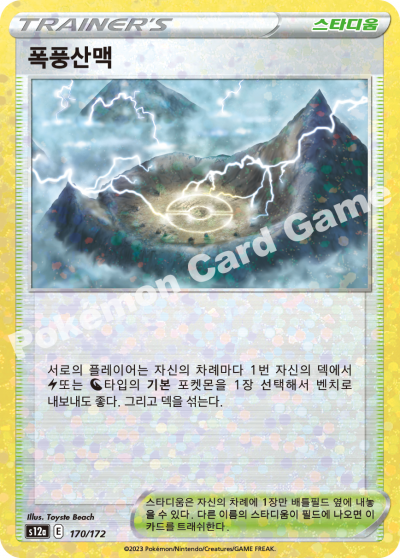 TRAINER'S 스타디움
폭풍산맥
Pokémon Card Game
서로의 플레이어는 자신의 차례마다 1번 자신의 덱에서
또는 타입의 기본 포켓몬을 1장 선택해서 벤치로
내보내도 좋다. 그리고 덱을 섞는다.
Illus. Toyste Beach
s12a E 170/172
스타디움은 자신의 차례에 1장만 배틀필드 옆에 내놓
을 수 있다. 다른 이름의 스타디움이 필드에 나오면 이
카드를 트래쉬한다.
©2023 Pokémon/Nintendo/Creatures/GAME FREAK.